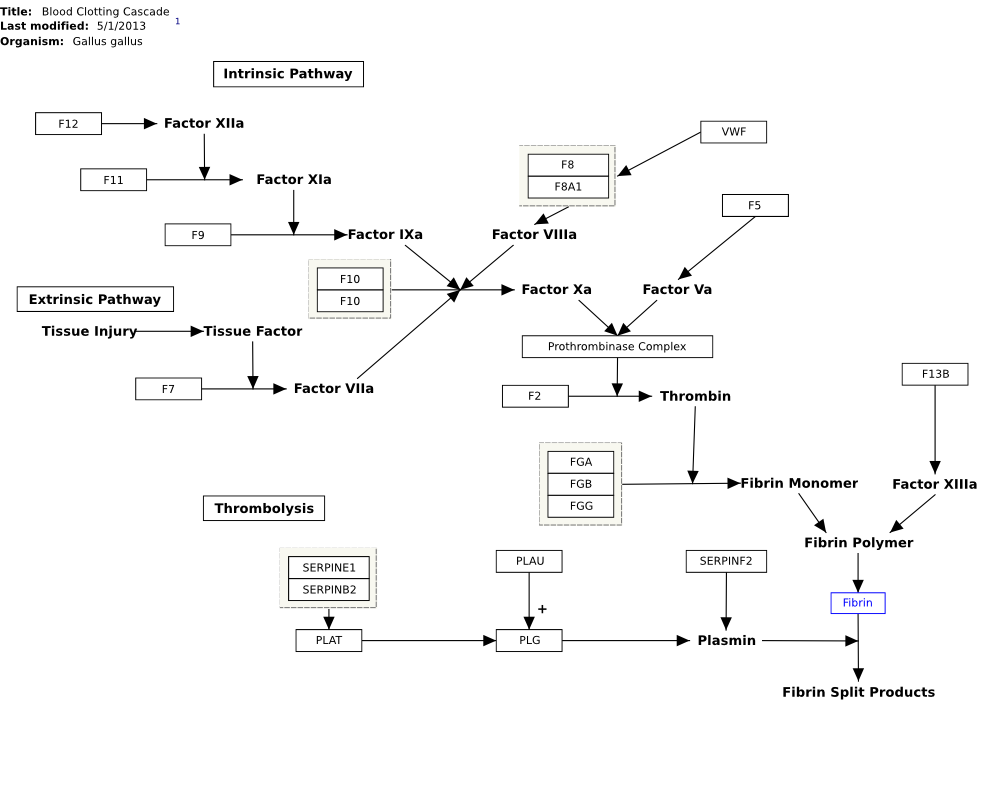 Title: Blood Clotting Cascade
Last modified: 5/1/2013 1
Organism: Gallus gallus
Intrinsic Pathway
F12
Factor XIIa
VWF
F8
F8A1
F11
Factor XIa
F5
F9
Factor IXa
Factor VIIIa
F10
F10
Factor Xa
Factor Va
Extrinsic Pathway
Tissue Injury
Tissue Factor
Prothrombinase Complex
F7
Factor VIIa
F2
Thrombin
F13B
FGA
FGB
FGG
Fibrin Monomer
Factor XIIIa
Thrombolysis
Fibrin Polymer
SERPINE1
SERPINB2
PLAU
SERPINF2
+
Fibrin
PLAT
PLG
Plasmin
Fibrin Split Products